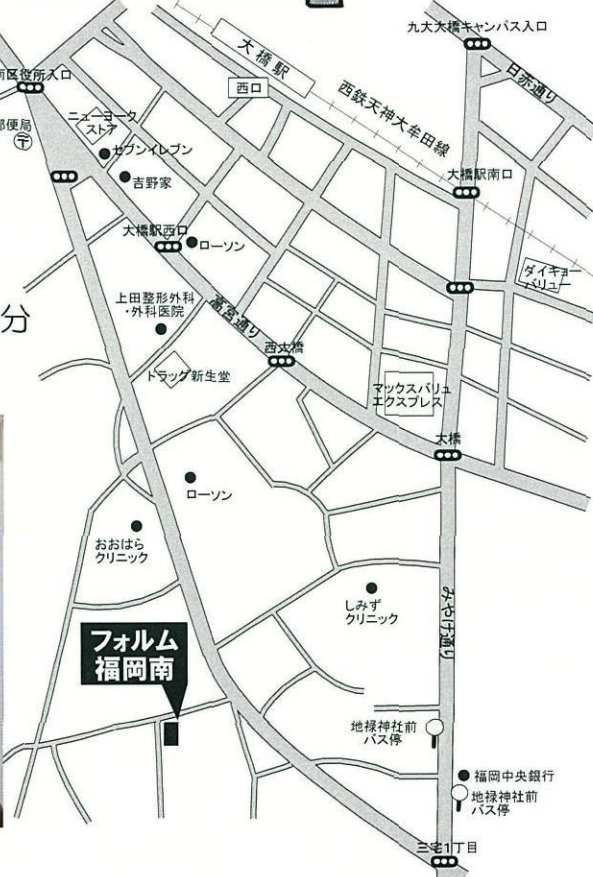 九大大橋キャンパス入口
大橋駅
日赤通り
西口
西鉄天神大牟田線
南区役所入口
ニューヨーク
ストア
郵便局
〒
セブンイレブン
吉野家
大橋駅南口
大橋駅西口
ローソン
ダイキョー
バリュー
上田整形外科
・外科医院
分
高宮通り
西大橋
ドラッグ新生堂
マックスバリュ
エクスプレス
大橋
ローソン
おおはら
クリニック
しみず
クリニック
みやけ通り
フォルム
福岡南
地禄神社前
バス停
福岡中央銀行
地禄神社前
バス停
三宅1丁目